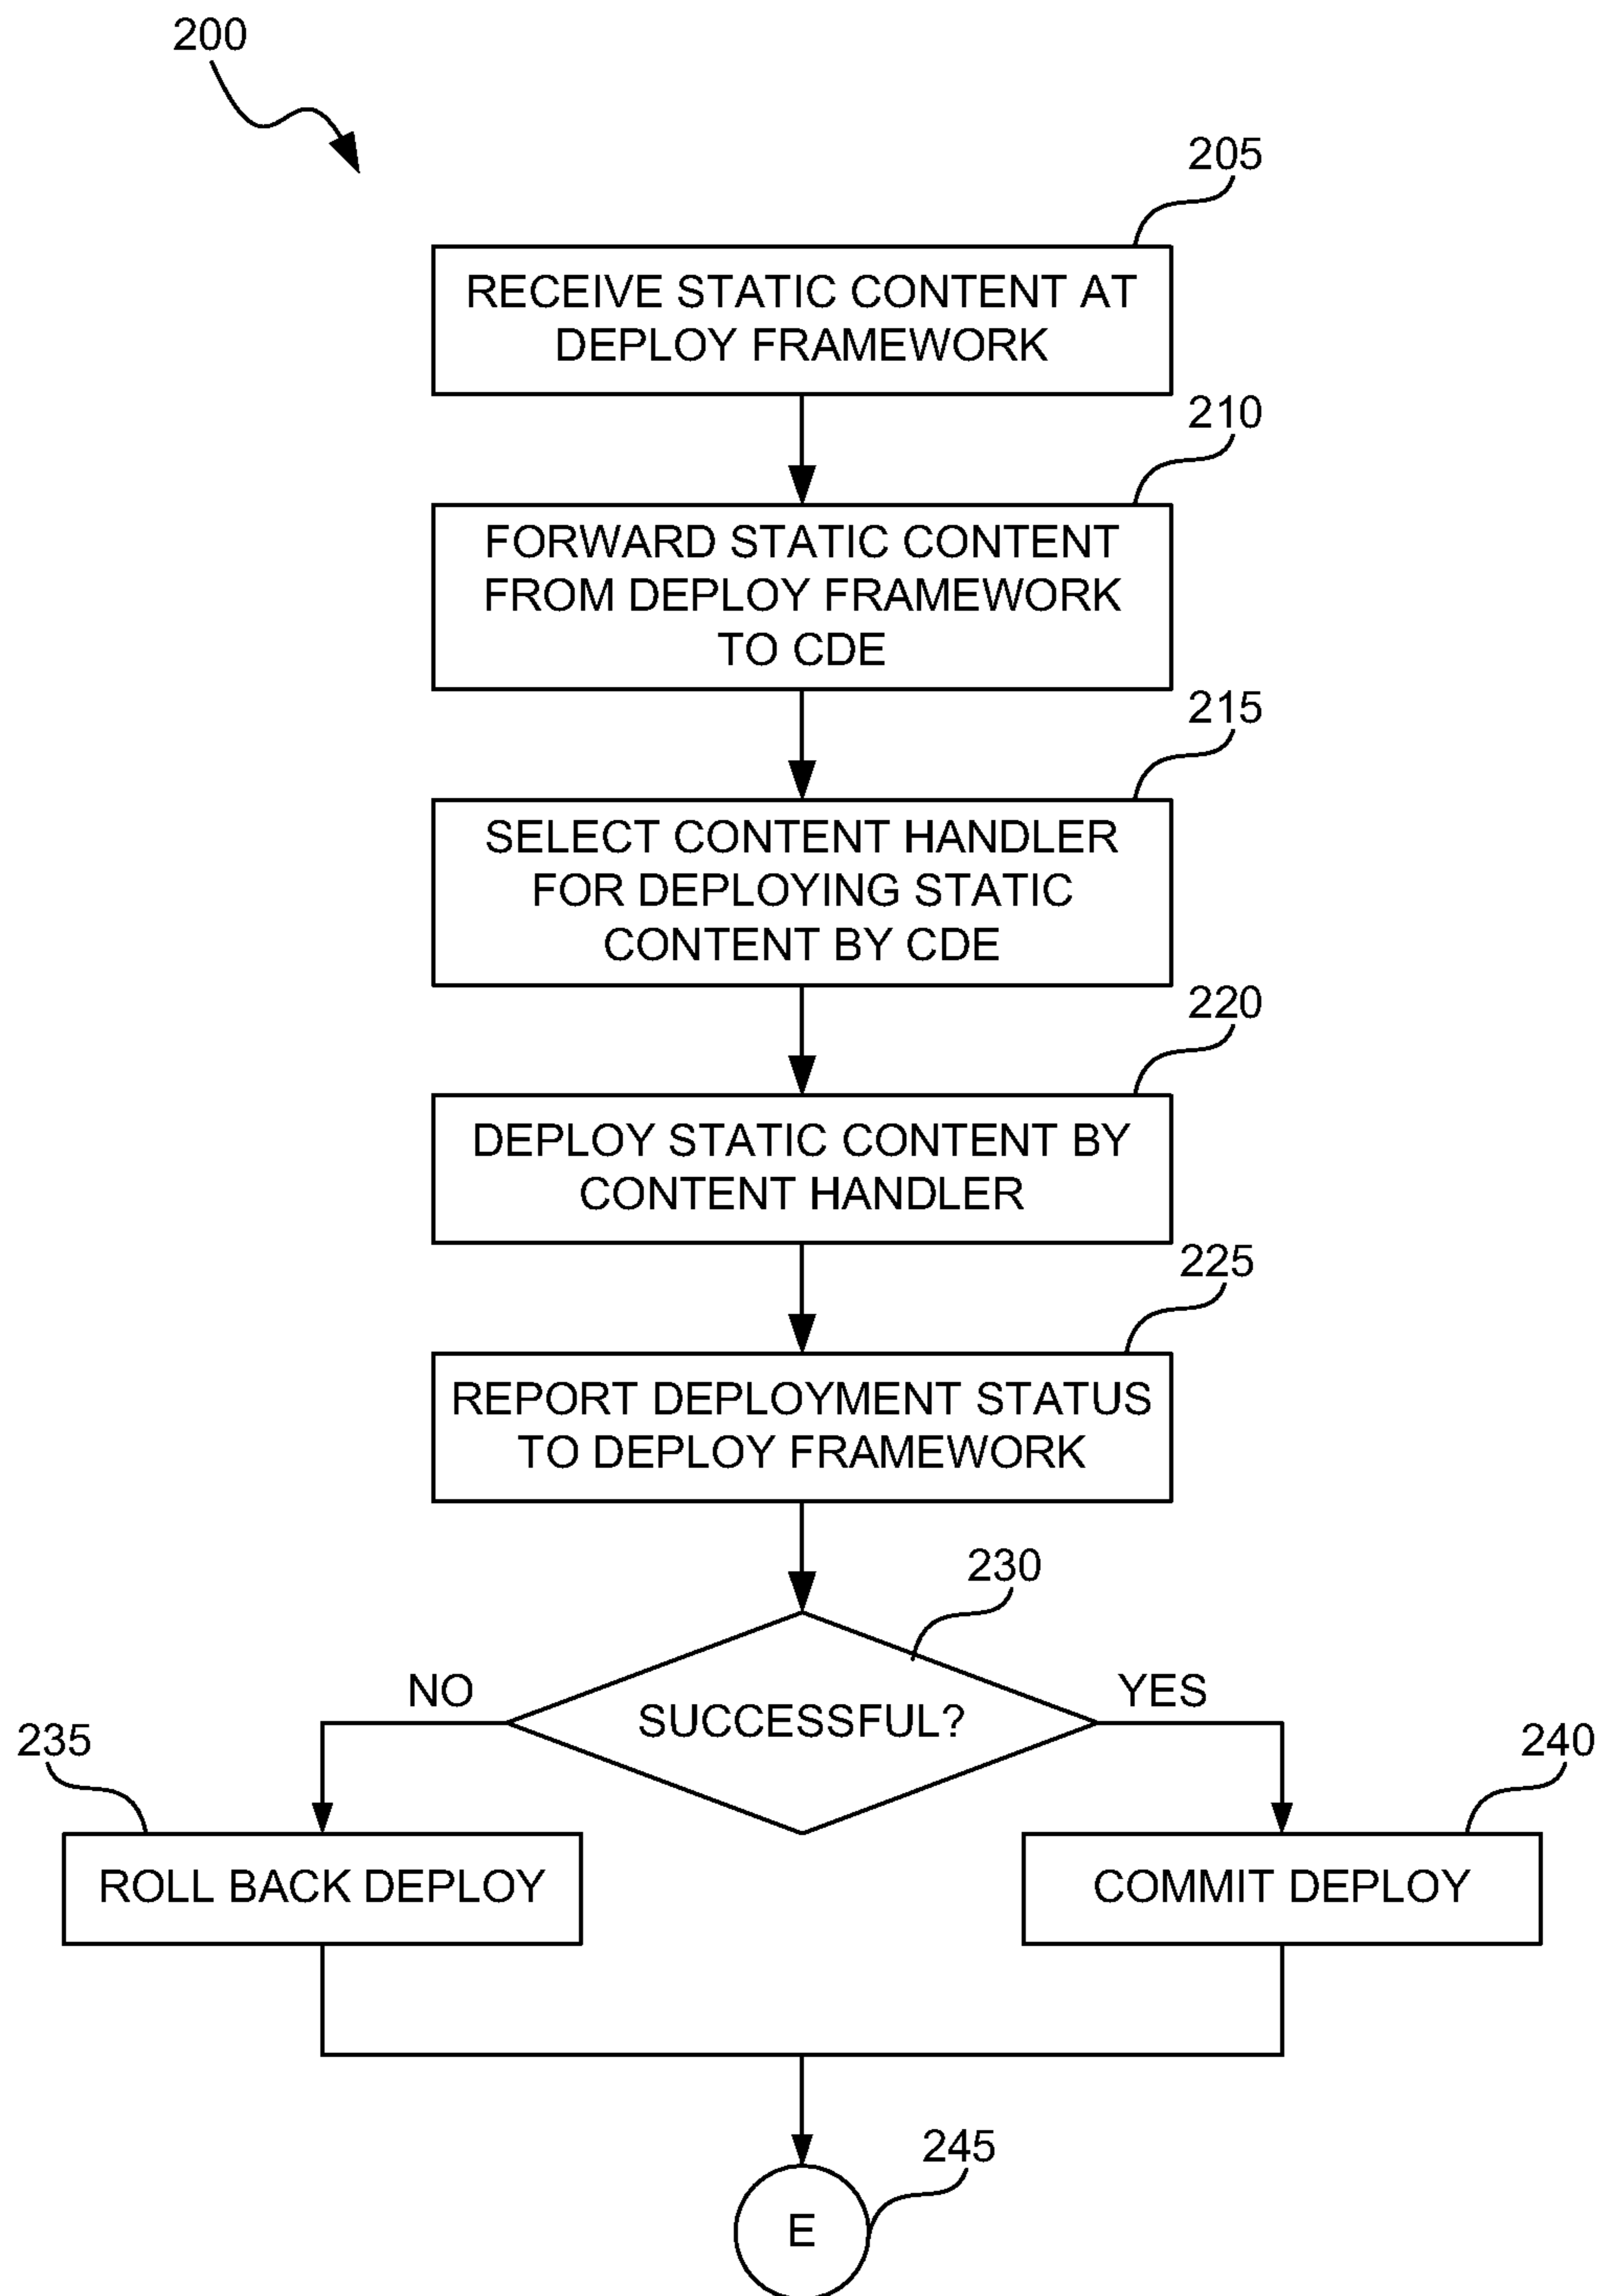 200
205
RECEIVE STATIC CONTENT AT
DEPLOY FRAMEWORK
210
FORWARD STATIC CONTENT
FROM DEPLOY FRAMEWORK
TO CDE
215
SELECT CONTENT HANDLER
FOR DEPLOYING STATIC
CONTENT BY CDE
220
DEPLOY STATIC CONTENT BY
CONTENT HANDLER
225
REPORT DEPLOYMENT STATUS
TO DEPLOY FRAMEWORK
230
NO
YES
SUCCESSFUL?
235
240
ROLL BACK DEPLOY
COMMIT DEPLOY
245
E